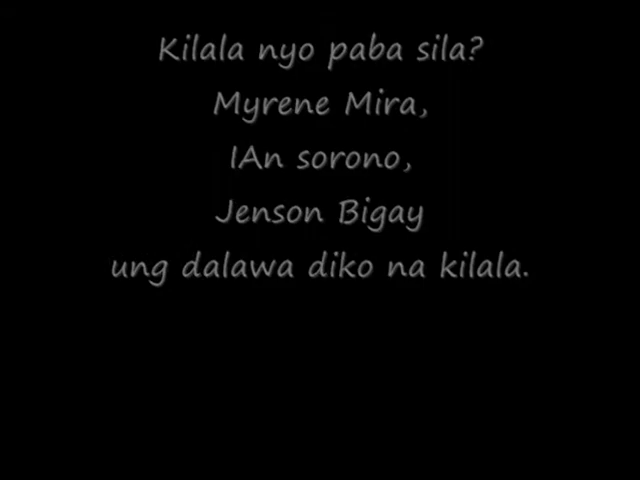 Kilala nyo paba sila?
Myrene Mira,
IAn sorono,
Jenson Bigay
ung dalawa diko na kilala.